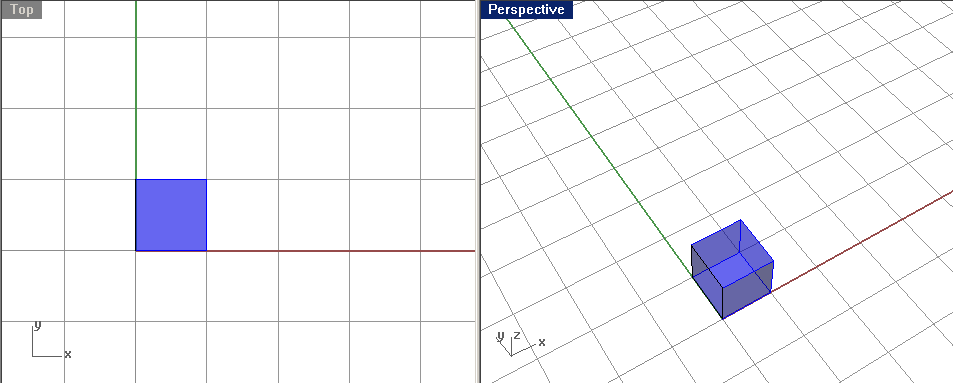 Top
Perspective
y
x
y z
x